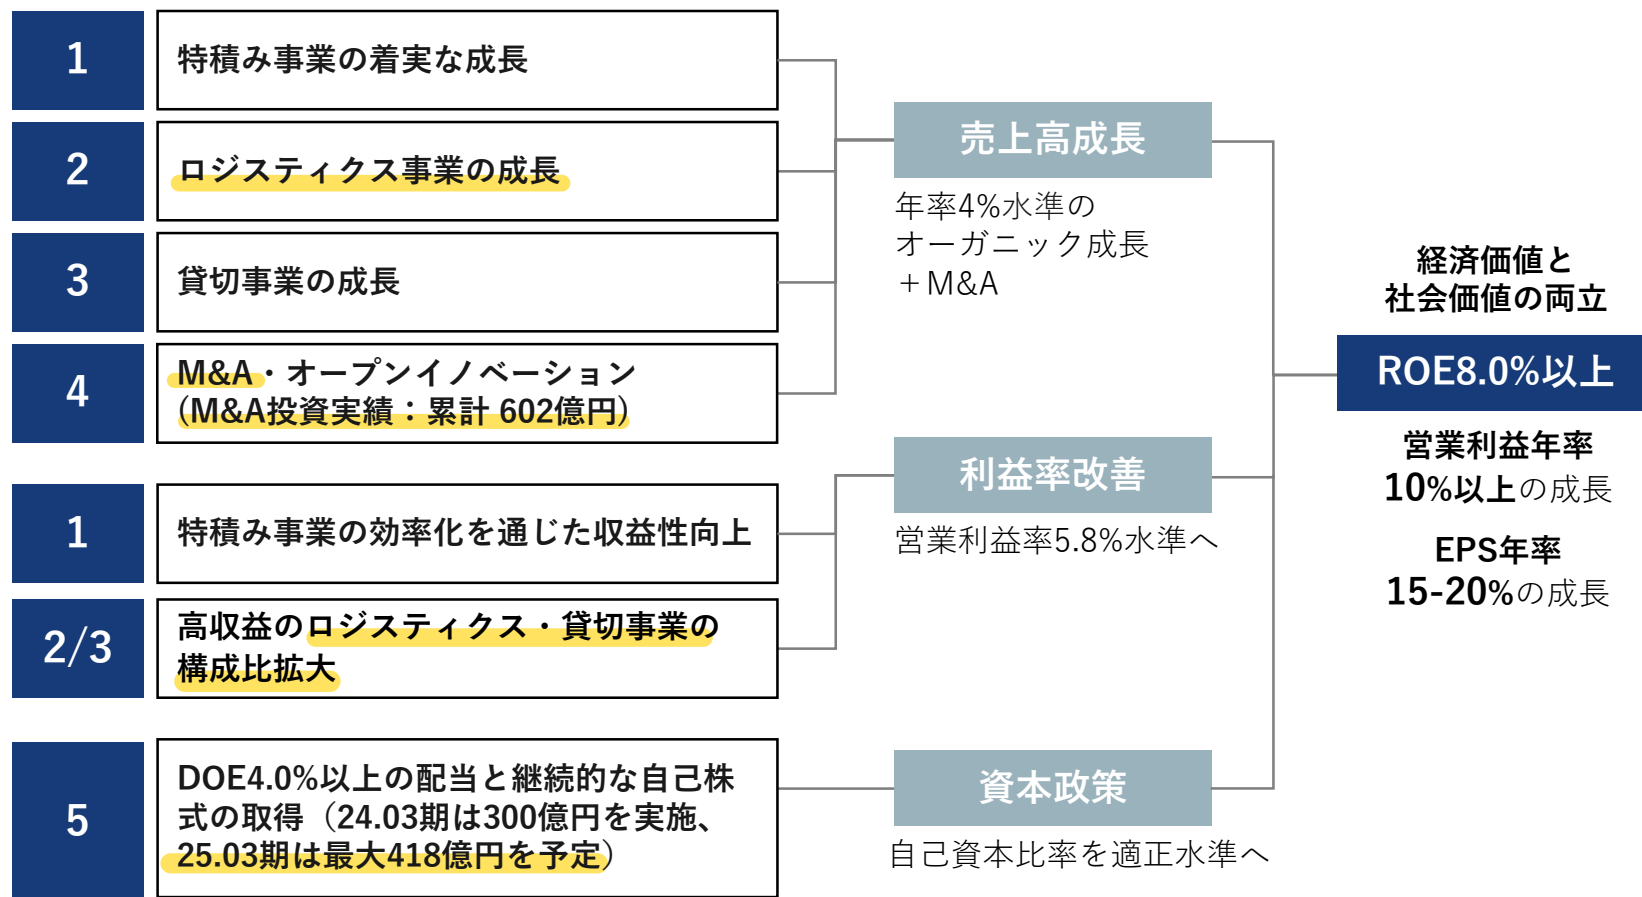 1
特積み事業の着実な成長
2
ロジスティクス事業の成長
3
貸切事業の成長
4
M&A・オープンイノベーション
(M&A投資実績：累計 602億円)
売上高成長
年率4%水準の
オーガニック成長
＋M&A
1
特積み事業の効率化を通じた収益性向上
2/3
高収益のロジスティクス・貸切事業の
構成比拡大
利益率改善
営業利益率5.8%水準へ
5
DOE4.0%以上の配当と継続的な自己株
式の取得（24.03期は300億円を実施、
25.03期は最大418億円を予定）
資本政策
自己資本比率を適正水準へ
経済価値と
社会価値の両立
ROE8.0%以上
営業利益年率
10%以上の成長
EPS年率
15-20%の成長